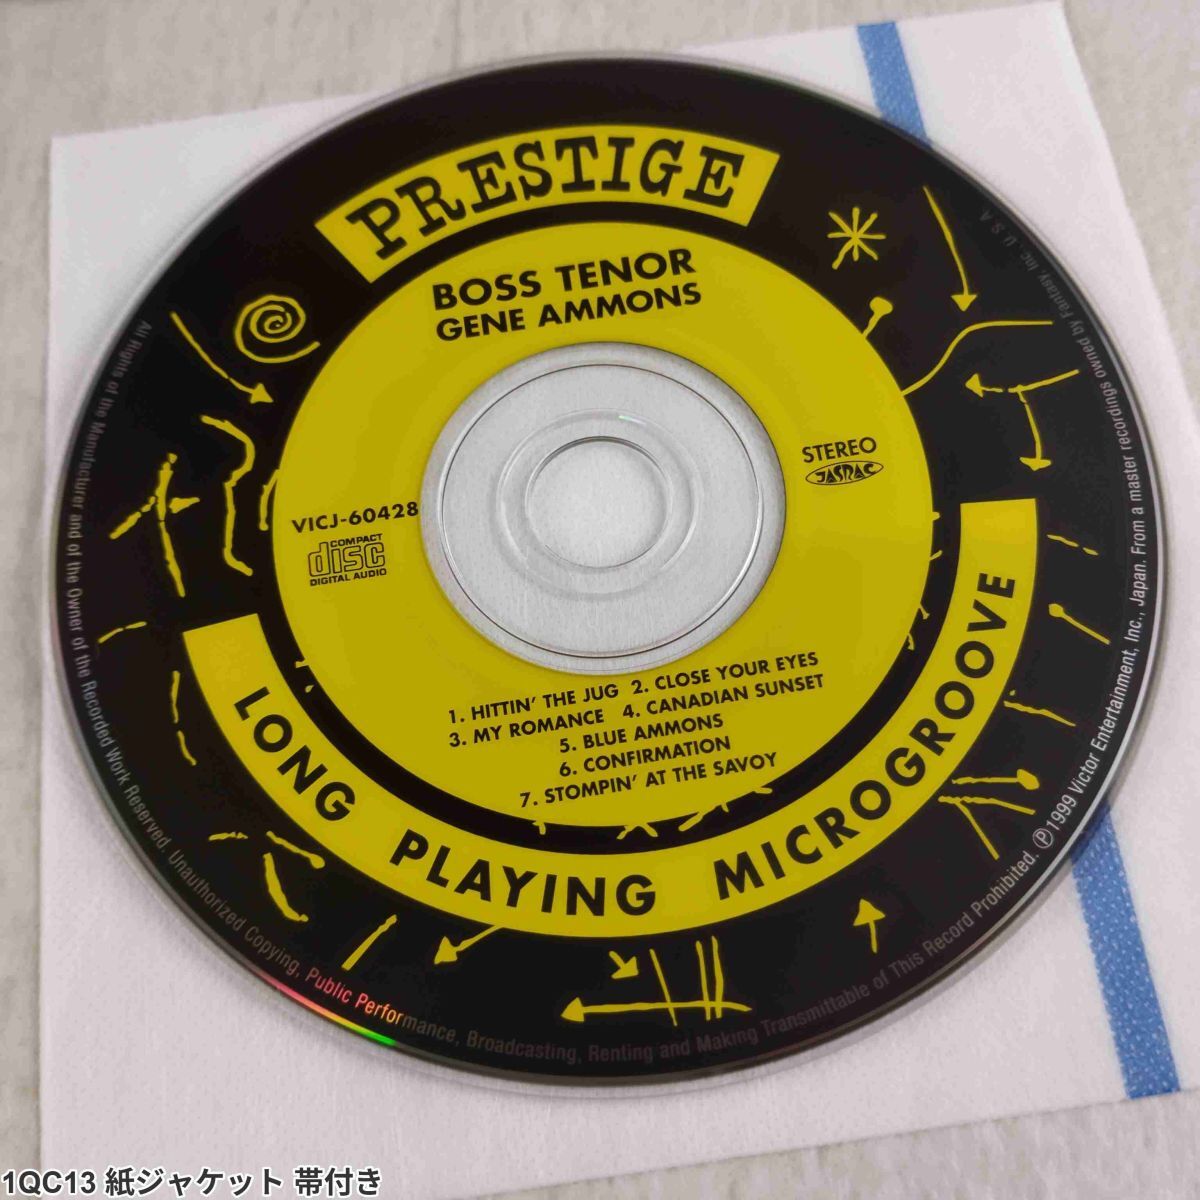 PRESTIGE
BOSS TENOR
GENE AMMONS
STEREO
JASRAC
VICJ-60428
COMPACT
disc
DIGITAL AUDIO
1. HITTIN' THE JUG 2. CLOSE YOUR EYES
3. MY ROMANCE 4. CANADIAN SUNSET
5. BLUE AMMONS
6. CONFIRMATION
7. STOMPIN' AT THE SAVOY
LONG PLAYING MICROGROOVE
All Rights of the Manufacturer and of the Owner of the Recorded Work Reserved. Unauthorized Copying, Public Performance, Broadcasting, Renting and Making Transmittable of This Record Prohibited. Ⓟ1999 Victor Entertainment, Inc., Japan. From a master recordings owned by Fantasy, Inc., U.S.A.
1QC13 紙ジャケット 帯付き